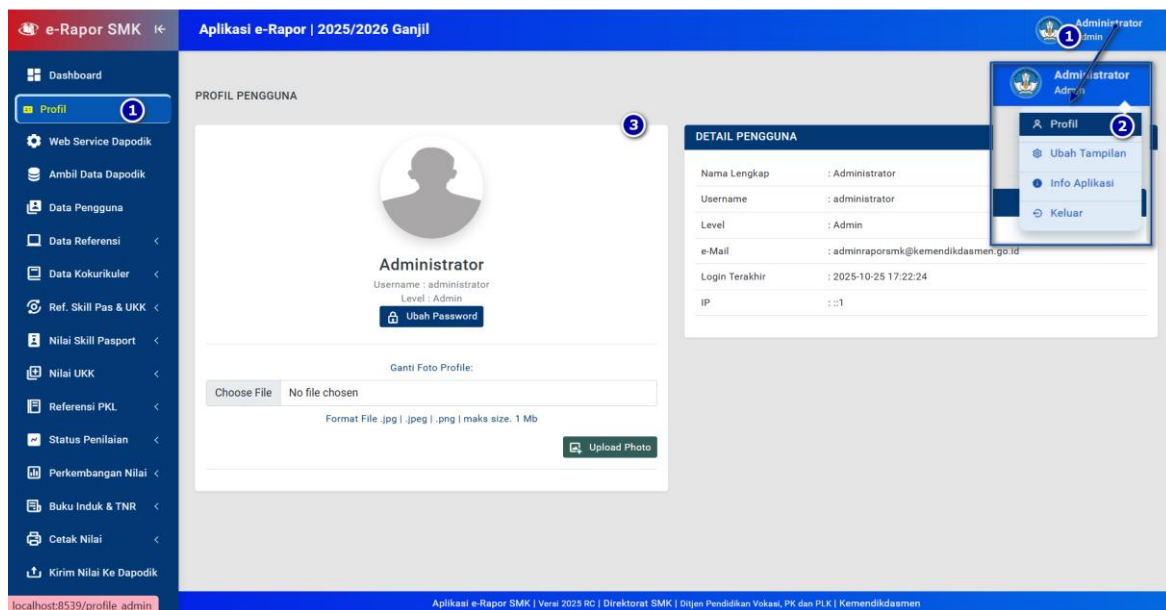 e-Rapor SMK
Aplikasi e-Rapor | 2025/2026 Ganjil
Administrator
1
Dashboard
Profil
1
Web Service Dapodik
Ambil Data Dapodik
Data Pengguna
Data Referensi
Data Kokurikuler
Ref. Skill Pas & UKK
Nilai Skill Pasport
Nilai UKK
Referensi PKL
Status Penilaian
Perkembangan Nilai
Buku Induk & TNR
Cetak Nilai
Kirim Nilai Ke Dapodik
localhost:8539/profile_admin
PROFIL PENGGUNA
3
Administrator
Username : administrator
Level : Admin
Ubah Password
Ganti Foto Profile:
Choose File No file chosen
Format File .jpg | .jpeg | .png | maks size. 1 Mb
Upload Photo
DETAIL PENGGUNA
Nama Lengkap : Administrator
Username : administrator
Level : Admin
e-Mail : adminraporsmk@kemendikdasmen.go.id
Login Terakhir : 2025-10-25 17:22:24
IP : ::1
Administrator
Admin
Profil
2
Ubah Tampilan
Info Aplikasi
Keluar
Aplikasi e-Rapor SMK | Versi 2025 RC | Direktorat SMK | Ditjen Pendidikan Vokasi, PK dan PLK | Kemendikdasmen